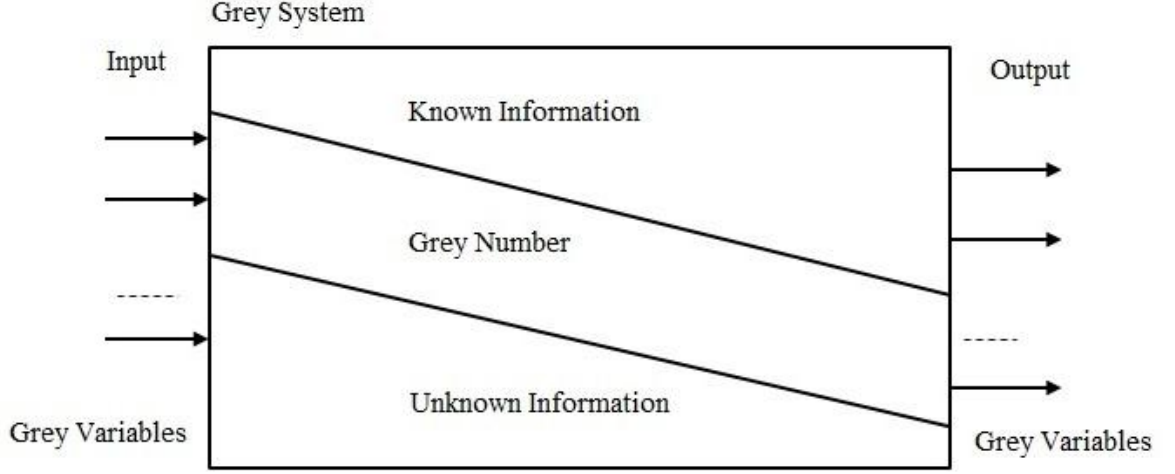 Grey System
Input
Output
Known Information
Grey Number
Unknown Information
Grey Variables
Grey Variables